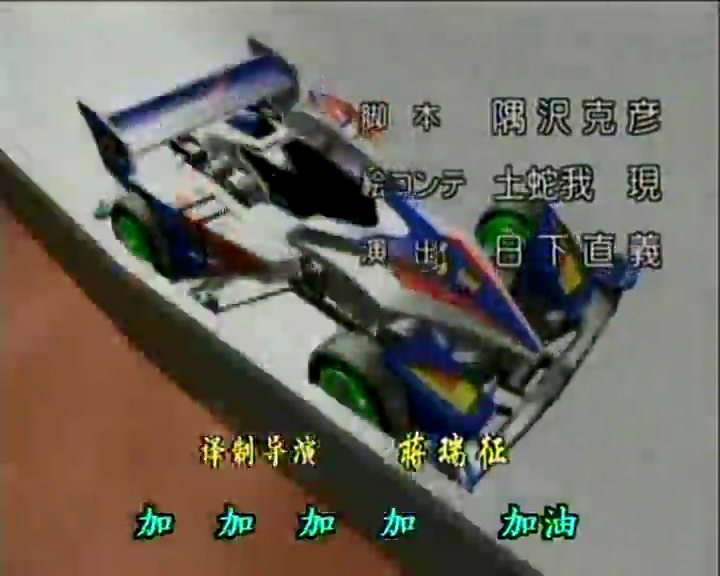 脚本 隅沢克彦
絵コンテ 土蛇我 現
演出 日下直義
译制导演 蒋瑞征
加 加 加 加 加油